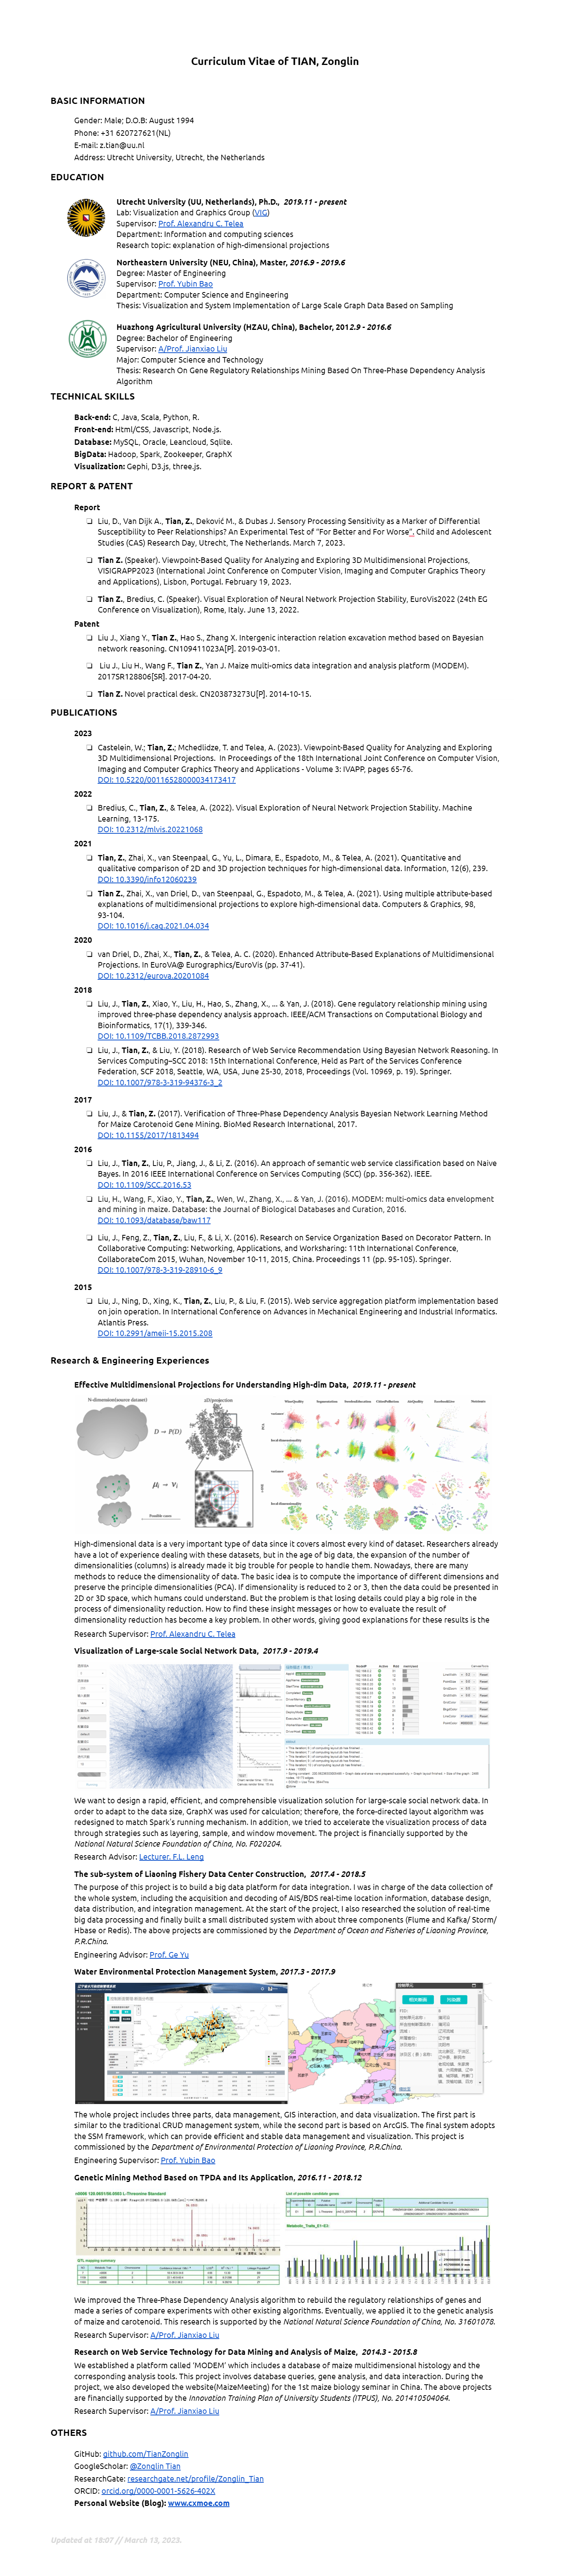 Curriculum Vitae of TIAN, Zonglin
BASIC INFORMATION
Gender: Male; D.O.B: August 1994
Phone: +31 620727621(NL)
E-mail: z.tian@uu.nl
Address: Utrecht University, Utrecht, the Netherlands
EDUCATION
Utrecht University (UU, Netherlands), Ph.D., 2019.11 - present
Lab: Visualization and Graphics Group (VIG)
Supervisor: Prof. Alexandru C. Telea
Department: Information and computing sciences
Research topic: explanation of high-dimensional projections
Northeastern University (NEU, China), Master, 2016.9 - 2019.6
Degree: Master of Engineering
Supervisor: Prof. Yubin Bao
Department: Computer Science and Engineering
Thesis: Visualization and System Implementation of Large Scale Graph Data Based on Sampling
Huazhong Agricultural University (HZAU, China), Bachelor, 2012.9 - 2016.6
Degree: Bachelor of Engineering
Supervisor: A/Prof. Jianxiao Liu
Major: Computer Science and Technology
Thesis: Research On Gene Regulatory Relationships Mining Based On Three-Phase Dependency Analysis
Algorithm
TECHNICAL SKILLS
Back-end: C, Java, Scala, Python, R.
Front-end: Html/CSS, Javascript, Node.js.
Database: MySQL, Oracle, Leancloud, Sqlite.
BigData: Hadoop, Spark, Zookeeper, GraphX
Visualization: Gephi, D3.js, three.js.
REPORT & PATENT
Report
❏ Liu, D., Van Dijk A., Tian, Z., Deković M., & Dubas J. Sensory Processing Sensitivity as a Marker of Differential
Susceptibility to Peer Relationships? An Experimental Test of "For Better and For Worse". Child and Adolescent
Studies (CAS) Research Day, Utrecht, The Netherlands. March 7, 2023.
❏ Tian Z. (Speaker). Viewpoint-Based Quality for Analyzing and Exploring 3D Multidimensional Projections,
VISIGRAPP2023 (International Joint Conference on Computer Vision, Imaging and Computer Graphics Theory
and Applications), Lisbon, Portugal. February 19, 2023.
❏ Tian Z., Bredius, C. (Speaker). Visual Exploration of Neural Network Projection Stability, EuroVis2022 (24th EG
Conference on Visualization), Rome, Italy. June 13, 2022.
Patent
❏ Liu J., Xiang Y., Tian Z., Hao S., Zhang X. Intergenic interaction relation excavation method based on Bayesian
network reasoning. CN109411023A[P]. 2019-03-01.
❏ Liu J., Liu H., Wang F., Tian Z., Yan J. Maize multi-omics data integration and analysis platform (MODEM).
2017SR128806[SR]. 2017-04-20.
❏ Tian Z. Novel practical desk. CN203873273U[P]. 2014-10-15.
PUBLICATIONS
2023
❏ Castelein, W.; Tian, Z.; Mchedlidze, T. and Telea, A. (2023). Viewpoint-Based Quality for Analyzing and Exploring
3D Multidimensional Projections. In Proceedings of the 18th International Joint Conference on Computer Vision,
Imaging and Computer Graphics Theory and Applications - Volume 3: IVAPP, pages 65-76.
DOI: 10.5220/0011652800003417341​7
2022
❏ Bredius, C., Tian, Z., & Telea, A. (2022). Visual Exploration of Neural Network Projection Stability. Machine
Learning, 13-175.
DOI: 10.2312/mlvis.20221068
2021
❏ Tian, Z., Zhai, X., van Steenpaal, G., Yu, L., Dimara, E., Espadoto, M., & Telea, A. (2021). Quantitative and
qualitative comparison of 2D and 3D projection techniques for high-dimensional data. Information, 12(6), 239.
DOI: 10.3390/info12060239
❏ Tian Z., Zhai, X., van Driel, D., van Steenpaal, G., Espadoto, M., & Telea, A. (2021). Using multiple attribute-based
explanations of multidimensional projections to explore high-dimensional data. Computers & Graphics, 98,
93-104.
DOI: 10.1016/j.cag.2021.04.034
2020
❏ van Driel, D., Zhai, X., Tian, Z., & Telea, A. C. (2020). Enhanced Attribute-Based Explanations of Multidimensional
Projections. In EuroVA@ Eurographics/EuroVis (pp. 37-41).
DOI: 10.2312/eurova.20201084
2018
❏ Liu, J., Tian, Z., Xiao, Y., Liu, H., Hao, S., Zhang, X., ... & Yan, J. (2018). Gene regulatory relationship mining using
improved three-phase dependency analysis approach. IEEE/ACM Transactions on Computational Biology and
Bioinformatics, 17(1), 339-346.
DOI: 10.1109/TCBB.2018.2872993
❏ Liu, J., Tian, Z., & Liu, Y. (2018). Research of Web Service Recommendation Using Bayesian Network Reasoning. In
Services Computing–SCC 2018: 15th International Conference, Held as Part of the Services Conference
Federation, SCF 2018, Seattle, WA, USA, June 25-30, 2018, Proceedings (Vol. 10969, p. 19). Springer.
DOI: 10.1007/978-3-319-94376-3_2
2017
❏ Liu, J., & Tian, Z. (2017). Verification of Three-Phase Dependency Analysis Bayesian Network Learning Method
for Maize Carotenoid Gene Mining. BioMed Research International, 2017.
DOI: 10.1155/2017/1813494
2016
❏ Liu, J., Tian, Z., Liu, P., Jiang, J., & Li, Z. (2016). An approach of semantic web service classification based on Naive
Bayes. In 2016 IEEE International Conference on Services Computing (SCC) (pp. 356-362). IEEE.
DOI: 10.1109/SCC.2016.53
❏ Liu, H., Wang, F., Xiao, Y., Tian, Z., Wen, W., Zhang, X., ... & Yan, J. (2016). MODEM: multi-omics data envelopment
and mining in maize. Database: the Journal of Biological Databases and Curation, 2016.
DOI: 10.1093/database/baw117
❏ Liu, J., Feng, Z., Tian, Z., Liu, F., & Li, X. (2016). Research on Service Organization Based on Decorator Pattern. In
Collaborative Computing: Networking, Applications, and Worksharing: 11th International Conference,
CollaborateCom 2015, Wuhan, November 10-11, 2015, China. Proceedings 11 (pp. 95-105). Springer.
DOI: 10.1007/978-3-319-28910-6_9
2015
❏ Liu, J., Ning, D., Xing, K., Tian, Z., Liu, P., & Liu, F. (2015). Web service aggregation platform implementation based
on join operation. In International Conference on Advances in Mechanical Engineering and Industrial Informatics.
Atlantis Press.
DOI: 10.2991/ameii-15.2015.208
Research & Engineering Experiences
Effective Multidimensional Projections for Understanding High-dim Data, 2019.11 - present
N-dimension(source dataset)
2D/Projection
D → P(D)
μi → νi
Possible cases
High-dimensional data is a very important type of data since it covers almost every kind of dataset. Researchers already
have a lot of experience dealing with these datasets, but in the age of big data, the expansion of the number of
dimensionalities (columns) is already made it big trouble for people to handle them. Nowadays, there are many
methods to reduce the dimensionality of data. The basic idea is to compute the importance of different dimensions and
preserve the principle dimensionalities (PCA). If dimensionality is reduced to 2 or 3, then the data could be presented in
2D or 3D space, which humans could understand. But the problem is that losing details could play a big role in the
process of dimensionality reduction. How to find these insight messages or how to evaluate the result of
dimensionality reduction has become a key problem. In other words, giving good explanations for these results is the
Research Supervisor: Prof. Alexandru C. Telea
Visualization of Large-scale Social Network Data, 2017.9 - 2019.4
We want to design a rapid, efficient, and comprehensible visualization solution for large-scale social network data. In
order to adapt to the data size, GraphX was used for calculation; therefore, the force-directed layout algorithm was
redesigned to match Spark's running mechanism. In addition, we tried to accelerate the visualization process of data
through strategies such as layering, sample, and window movement. The project is financially supported by the
National Natural Science Foundation of China, No. F020204.
Research Advisor: Lecturer. F.L. Leng
The sub-system of Liaoning Fishery Data Center Construction, 2017.4 - 2018.5
The purpose of this project is to build a big data platform for data integration. I was in charge of the data collection of
the whole system, including the acquisition and decoding of AIS/BDS real-time location information, database design,
data distribution, and integration management. At the start of the project, I also researched the solution of real-time
big data processing and finally built a small distributed system with about three components (Flume and Kafka/ Storm/
Hbase or Redis). The above projects are commissioned by the Department of Ocean and Fisheries of Liaoning Province,
P.R.China.
Engineering Advisor: Prof. Ge Yu
Water Environmental Protection Management System, 2017.3 - 2017.9
The whole project includes three parts, data management, GIS interaction, and data visualization. The first part is
similar to the traditional CRUD management system, while the second part is based on ArcGIS. The final system adopts
the SSM framework, which can provide efficient and stable data management and visualization. This project is
commissioned by the Department of Environmental Protection of Liaoning Province, P.R.China.
Engineering Supervisor: Prof. Yubin Bao
Genetic Mining Method Based on TPDA and Its Application, 2016.11 - 2018.12
n0008 120.0801/98.0603 L-Threonine Standard
List of possible candidate genes.
Metabolic_Traits_E1-E3:
QTL mapping summary
We improved the Three-Phase Dependency Analysis algorithm to rebuild the regulatory relationships of genes and
made a series of compare experiments with other existing algorithms. Eventually, we applied it to the genetic analysis
of maize and carotenoid. This research is supported by the National Natural Science Foundation of China, No. 31601078.
Research Supervisor: A/Prof. Jianxiao Liu
Research on Web Service Technology for Data Mining and Analysis of Maize, 2014.3 - 2015.8
We established a platform called 'MODEM' which includes a database of maize multidimensional histology and the
corresponding analysis tools. This project involves database queries, gene analysis, and data interaction. During the
project, we also developed the website(MaizeMeeting) for the 1st maize biology seminar in China. The above projects
are financially supported by the Innovation Training Plan of University Students (ITPUS), No. 201410504064.
Research Supervisor: A/Prof. Jianxiao Liu
OTHERS
GitHub: github.com/TianZonglin
GoogleScholar: @Zonglin Tian
ResearchGate: researchgate.net/profile/Zonglin_Tian
ORCID: orcid.org/0000-0001-5626-402X
Personal Website (Blog): www.cxmoe.com
Updated at 18:07 // March 13, 2023.